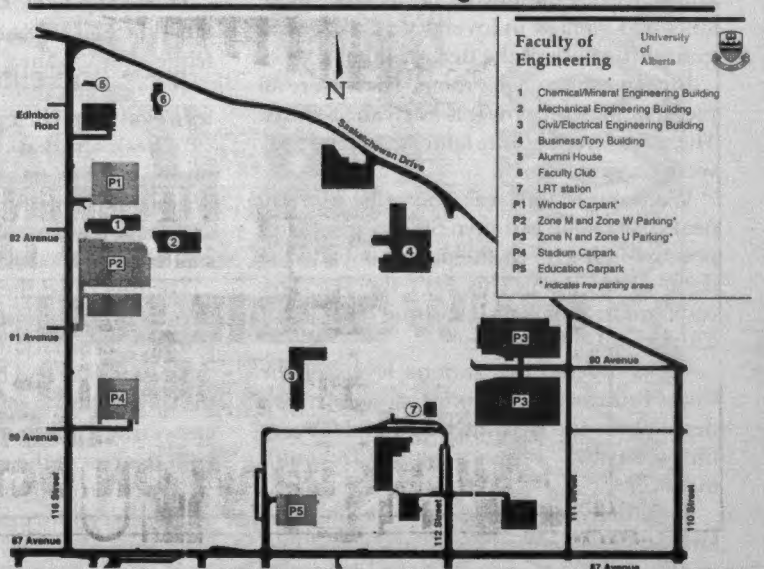 Faculty of
Engineering
University
of
Alberta
1 Chemical/Mineral Engineering Building
2 Mechanical Engineering Building
3 Civil/Electrical Engineering Building
4 Business/Tory Building
5 Alumni House
6 Faculty Club
7 LRT station
P1 Windsor Carpark*
P2 Zone M and Zone W Parking*
P3 Zone N and Zone U Parking*
P4 Stadium Carpark
P5 Education Carpark
* indicates free parking areas
N
Saskatchewan Drive
5
6
Edinboro
Road
P1
1
92 Avenue
2
4
P2
91 Avenue
P3
90 Avenue
3
P4
P3
7
89 Avenue
116 Street
P5
112 Street
111 Street
110 Street
87 Avenue
87 Avenue